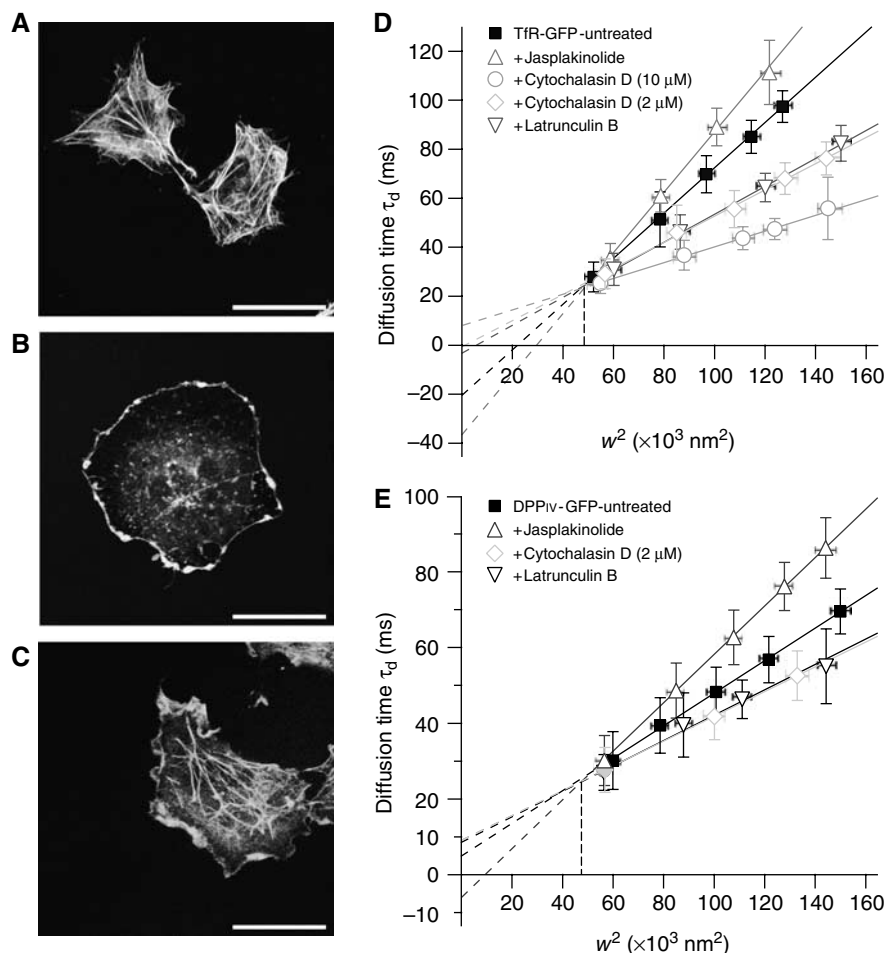 A
B
C
D
TfR-GFP-untreated
+Jasplakinolide
+Cytochalasin D (10 μM)
+Cytochalasin D (2 μM)
+Latrunculin B
Diffusion time τd (ms)
120
100
80
60
40
20
0
−20
−40
20 40 60 80 100 120 140 160
w² (×10³ nm²)
E
DPPIV-GFP-untreated
+Jasplakinolide
+Cytochalasin D (2 μM)
+Latrunculin B
Diffusion time τd (ms)
100
80
60
40
20
10
0
−10
20 40 60 80 100 120 140 160
w² (×10³ nm²)